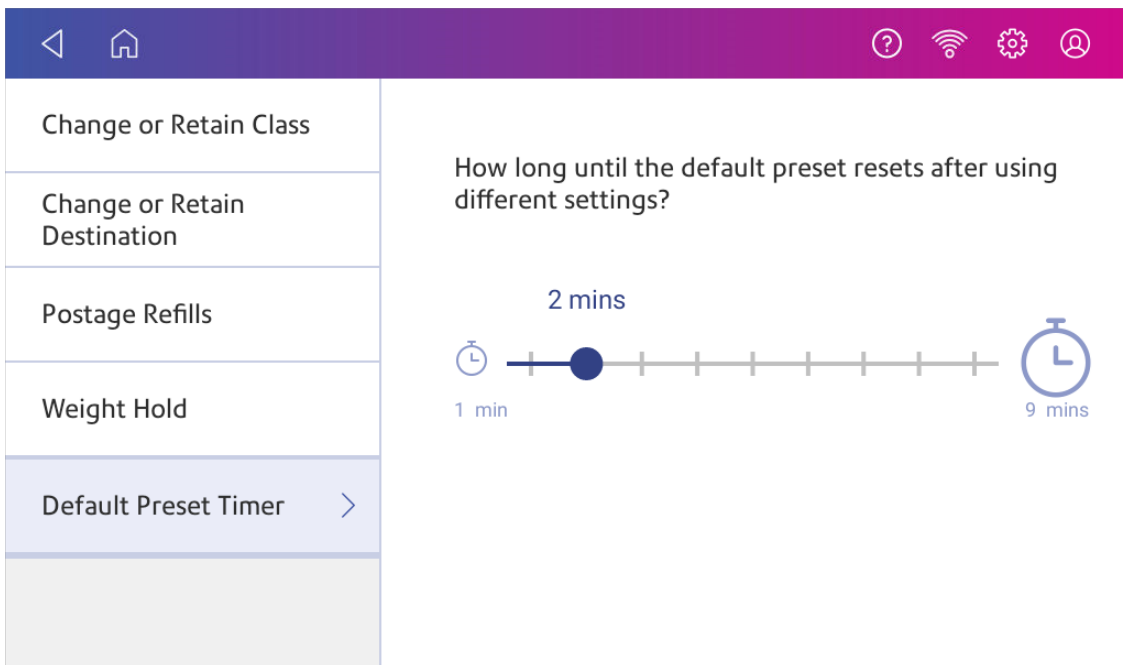 Change or Retain Class
Change or Retain
Destination
Postage Refills
Weight Hold
Default Preset Timer
How long until the default preset resets after using
different settings?
2 mins
1 min
9 mins